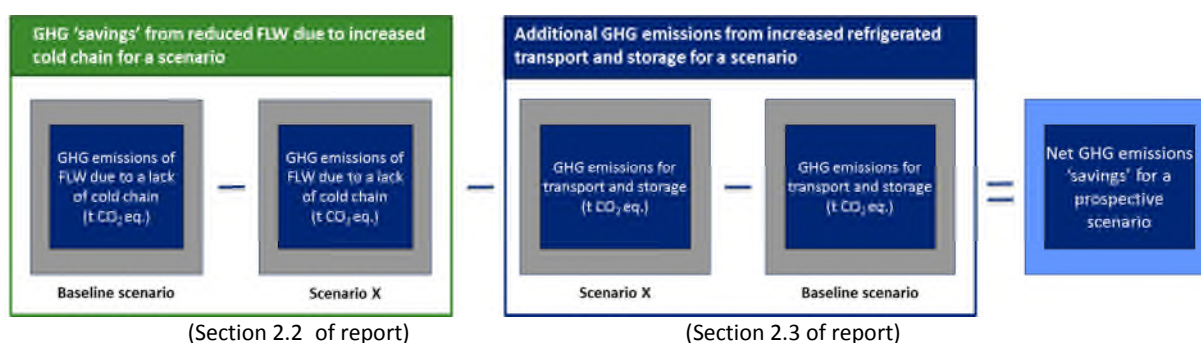 GHG 'savings' from reduced FLW due to increased
cold chain for a scenario
GHG emissions of
FLW due to a lack
of cold chain
(t CO₂ eq.)
–
GHG emissions of
FLW due to a lack
of cold chain
(t CO₂ eq.)
Baseline scenario
Scenario X
(Section 2.2 of report)
–
Additional GHG emissions from increased refrigerated
transport and storage for a scenario
GHG emissions for
transport and storage
(t CO₂ eq.)
–
GHG emissions for
transport and storage
(t CO₂ eq.)
Scenario X
Baseline scenario
(Section 2.3 of report)
=
Net GHG emissions
'savings' for a
prospective
scenario